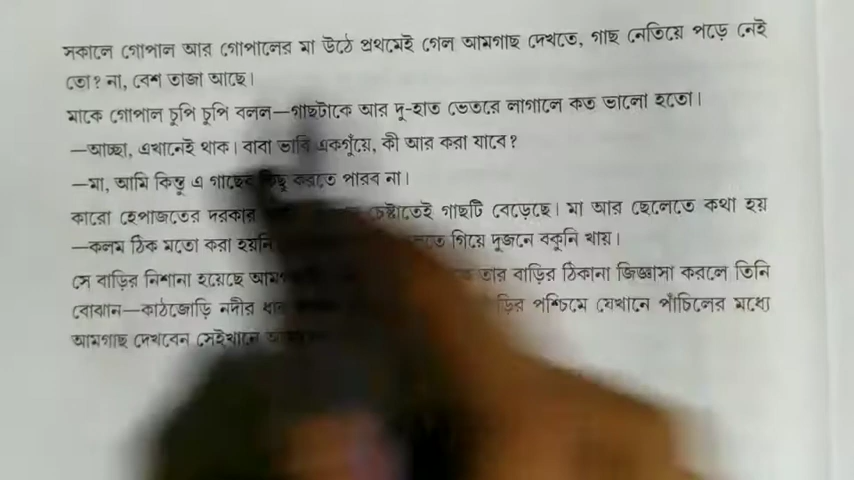 সকালে গোপাল আর গোপালের মা উঠে প্রথমেই গেল আমগাছ দেখতে, গাছ নেতিয়ে পড়ে নেই
তো? না, বেশ তাজা আছে।
মাকে গোপাল চুপি চুপি বলল—গাছটাকে আর দু-হাত ভেতরে লাগালে কত ভালো হতো।
—আচ্ছা, এখানেই থাক। বাবা ভারি একগুঁয়ে, কী আর করা যাবে?
—মা, আমি কিন্তু এ গাছের কিছু করতে পারব না।
কারো হেপাজতের দরকার চেষ্টাতেই গাছটি বেড়েছে। মা আর ছেলেতে কথা হয়
—কলম ঠিক মতো করা হয়নি গিয়ে দুজনে বকুনি খায়।
সে বাড়ির নিশানা হয়েছে তার বাড়ির ঠিকানা জিজ্ঞাসা করলে তিনি
বোঝান—কাঠজোড়ি নদীর ধার পশ্চিমে যেখানে পাঁচিলের মধ্যে
আমগাছ দেখবেন সেইখানে